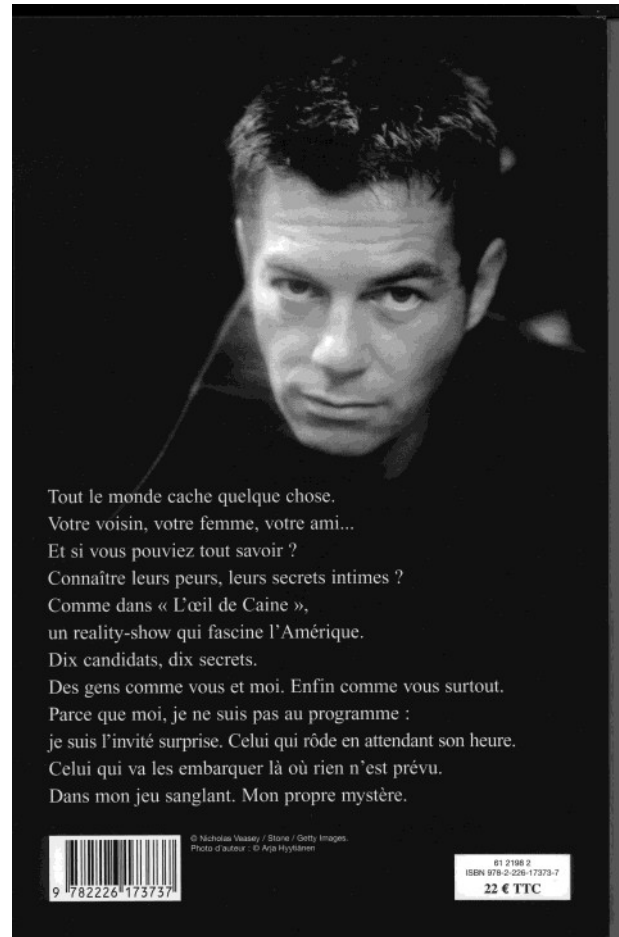 Tout le monde cache quelque chose.
Votre voisin, votre femme, votre ami...
Et si vous pouviez tout savoir ?
Connaître leurs peurs, leurs secrets intimes ?
Comme dans « L'œil de Caine »,
un reality-show qui fascine l'Amérique.
Dix candidats, dix secrets.
Des gens comme vous et moi. Enfin comme vous surtout.
Parce que moi, je ne suis pas au programme :
je suis l'invité surprise. Celui qui rôde en attendant son heure.
Celui qui va les embarquer là où rien n'est prévu.
Dans mon jeu sanglant. Mon propre mystère.
© Nicholas Veasey / Stone / Getty Images.
Photo d'auteur : © Arja Hyytiäinen
9 782226 173737
61 2198 2
ISBN 978-2-226-17373-7
22 € TTC